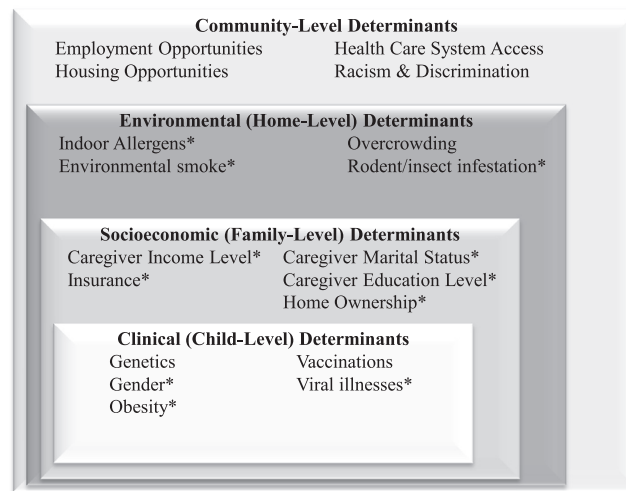 Community-Level Determinants
Employment Opportunities Health Care System Access
Housing Opportunities Racism & Discrimination
Environmental (Home-Level) Determinants
Indoor Allergens* Overcrowding
Environmental smoke* Rodent/insect infestation*
Socioeconomic (Family-Level) Determinants
Caregiver Income Level* Caregiver Marital Status*
Insurance* Caregiver Education Level*
Home Ownership*
Clinical (Child-Level) Determinants
Genetics Vaccinations
Gender* Viral illnesses*
Obesity*